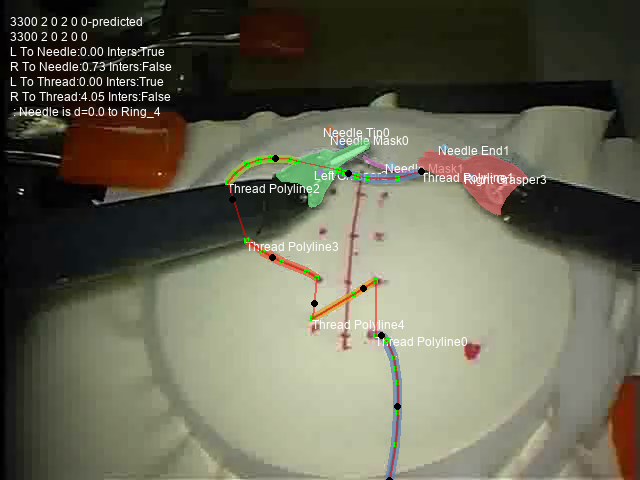 3300 2 0 2 0 0-predicted
3300 2 0 2 0 0
L To Needle:0.00 Inters:True
R To Needle:0.73 Inters:False
L To Thread:0.00 Inters:True
R To Thread:4.05 Inters:False
: Needle is d=0.0 to Ring_4
Needle Tip0
Needle Mask0
Needle End1
Thread Polyline1
Right Grasper3
Thread Polyline2
Thread Polyline3
Thread Polyline4
Thread Polyline0